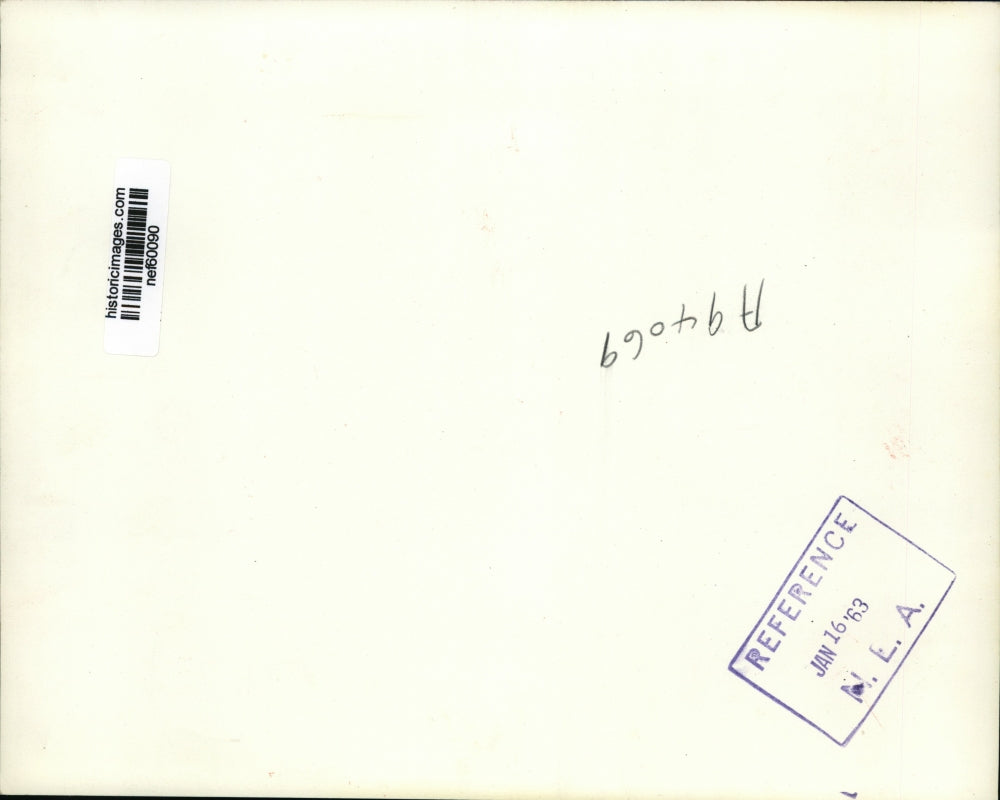 historicimages.com
nef60090
A94069
REFERENCE
JAN 16 '63
N. E. A.